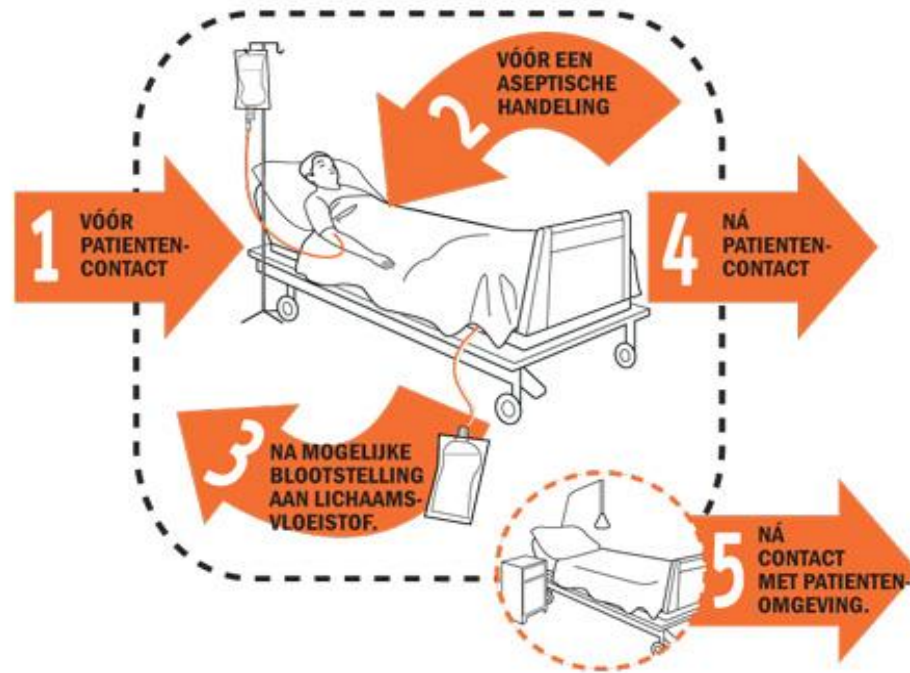 1
VÓÓR
PATIENTEN-
CONTACT
2
VÓÓR EEN
ASEPTISCHE
HANDELING
3
NA MOGELIJKE
BLOOTSTELLING
AAN LICHAAMS-
VLOEISTOF.
4
NÁ
PATIENTEN-
CONTACT
5
NÁ
CONTACT
MET PATIENTEN-
OMGEVING.